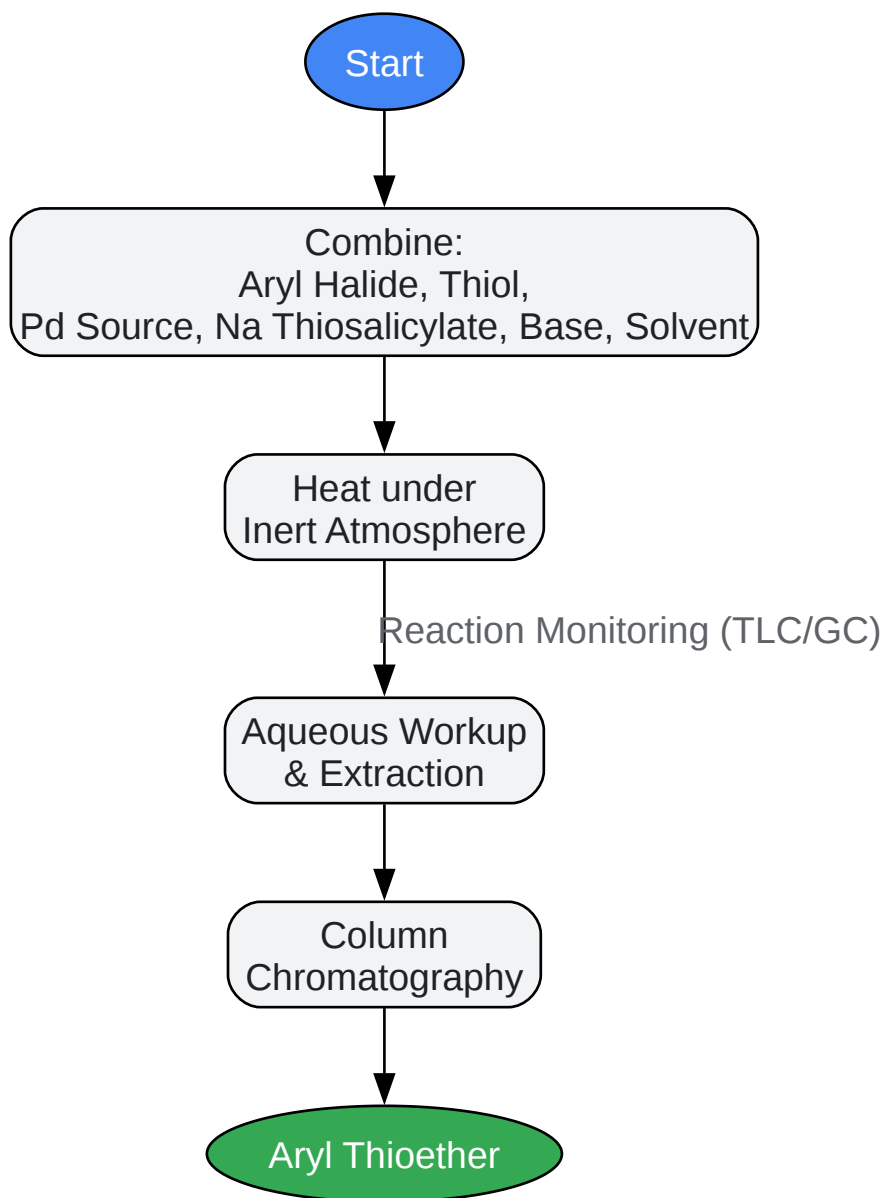 Start
Combine:
Aryl Halide, Thiol,
Pd Source, Na Thiosalicylate, Base, Solvent
Heat under
Inert Atmosphere
Reaction Monitoring (TLC/GC)
Aqueous Workup
& Extraction
Column
Chromatography
Aryl Thioether